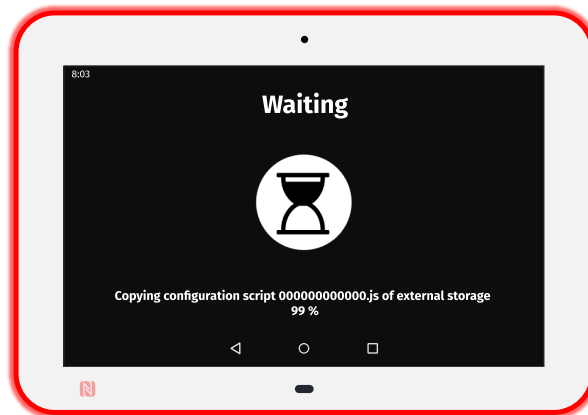 8:03
Waiting
Copying configuration script 000000000000.js of external storage
99 %